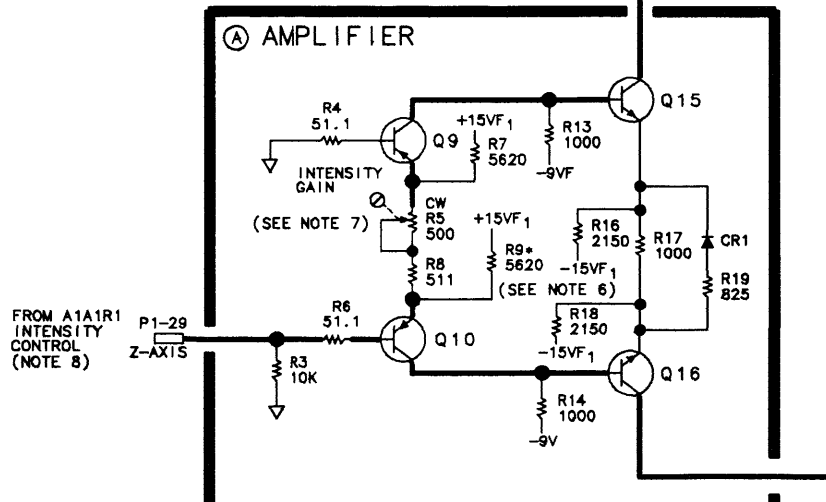 A AMPLIFIER
R4
51.1
Q9
+15VF1
R7
5620
R13
1000
-9VF
Q15
INTENSITY
GAIN
(SEE NOTE 7)
CW
R5
500
+15VF1
R8
511
R9*
5620
(SEE NOTE 6)
R16
2150
-15VF1
R17
1000
CR1
R19
825
R18
2150
-15VF1
FROM A1A1R1
INTENSITY
CONTROL
(NOTE 8)
P1-29
Z-AXIS
R3
10K
R6
51.1
Q10
R14
1000
-9V
Q16